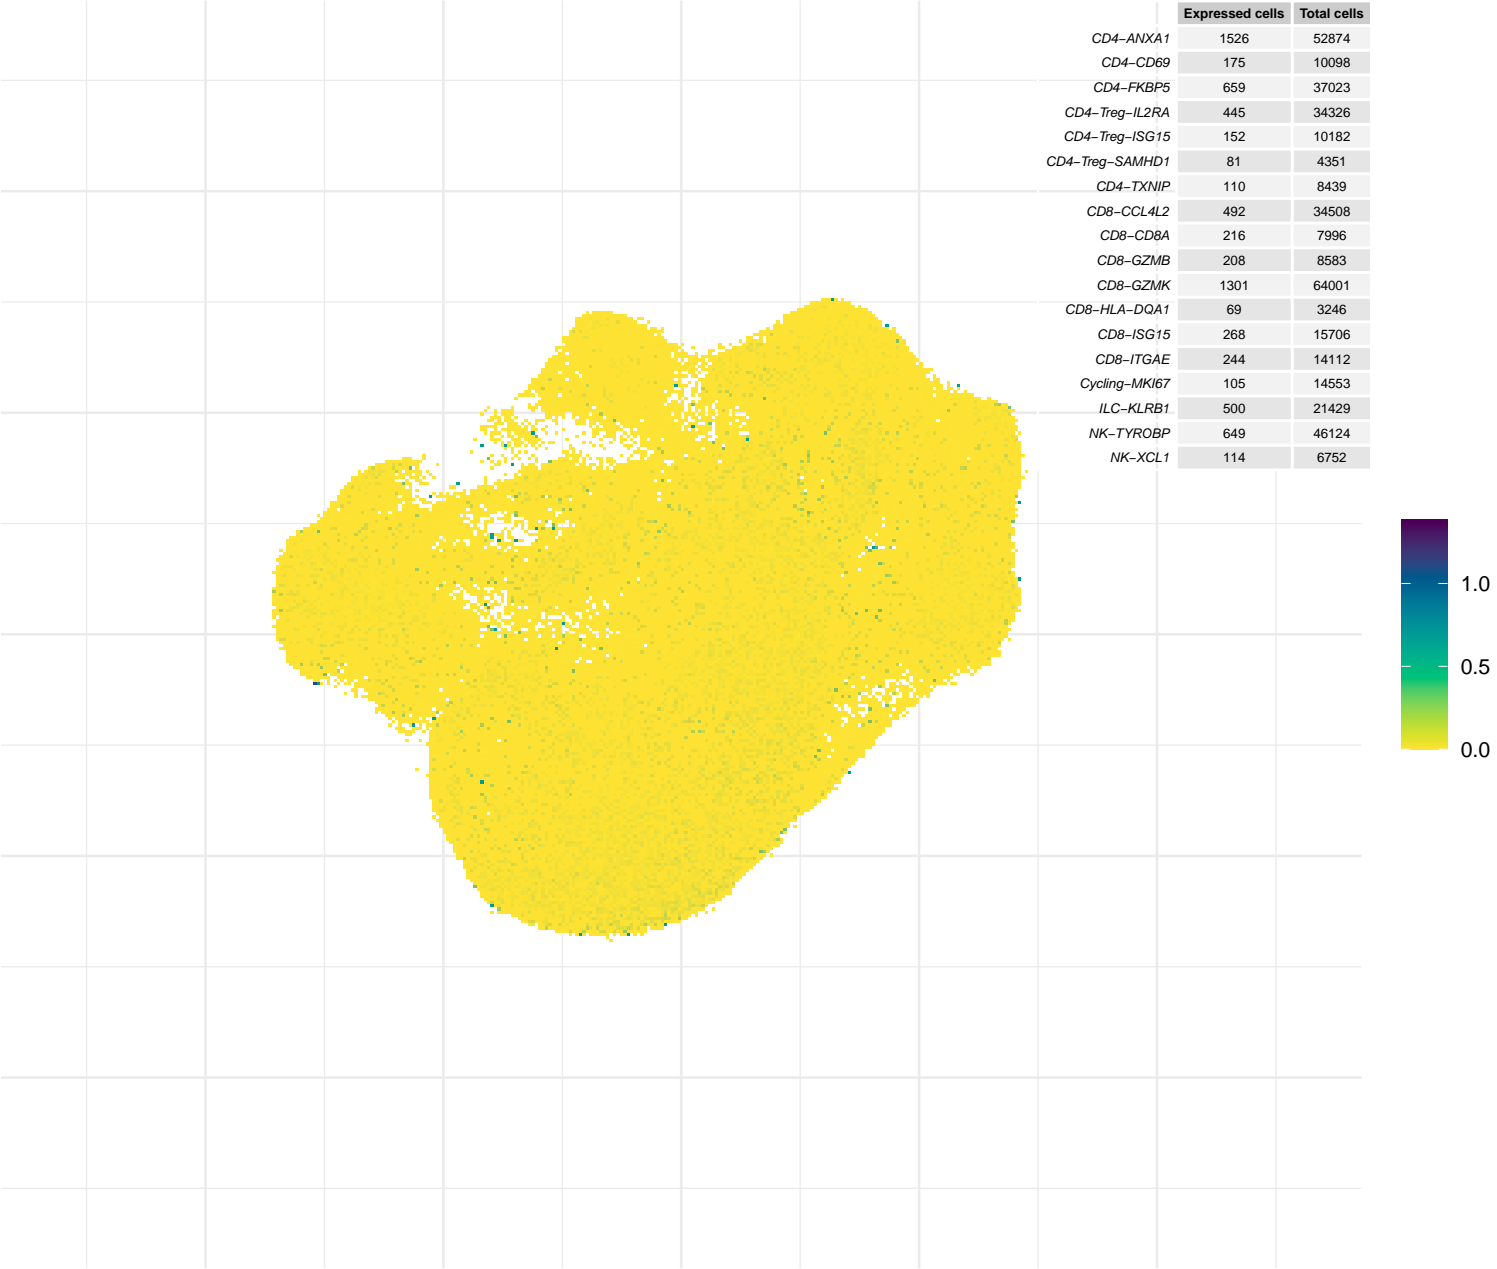 Expressed cells Total cells
CD4−ANXA1 1526 52874
CD4−CD69 175 10098
CD4−FKBP5 659 37023
CD4−Treg−IL2RA 445 34326
CD4−Treg−ISG15 152 10182
CD4−Treg−SAMHD1 81 4351
CD4−TXNIP 110 8439
CD8−CCL4L2 492 34508
CD8−CD8A 216 7996
CD8−GZMB 208 8583
CD8−GZMK 1301 64001
CD8−HLA−DQA1 69 3246
CD8−ISG15 268 15706
CD8−ITGAE 244 14112
Cycling−MKI67 105 14553
ILC−KLRB1 500 21429
NK−TYROBP 649 46124
NK−XCL1 114 6752
1.0
0.5
0.0